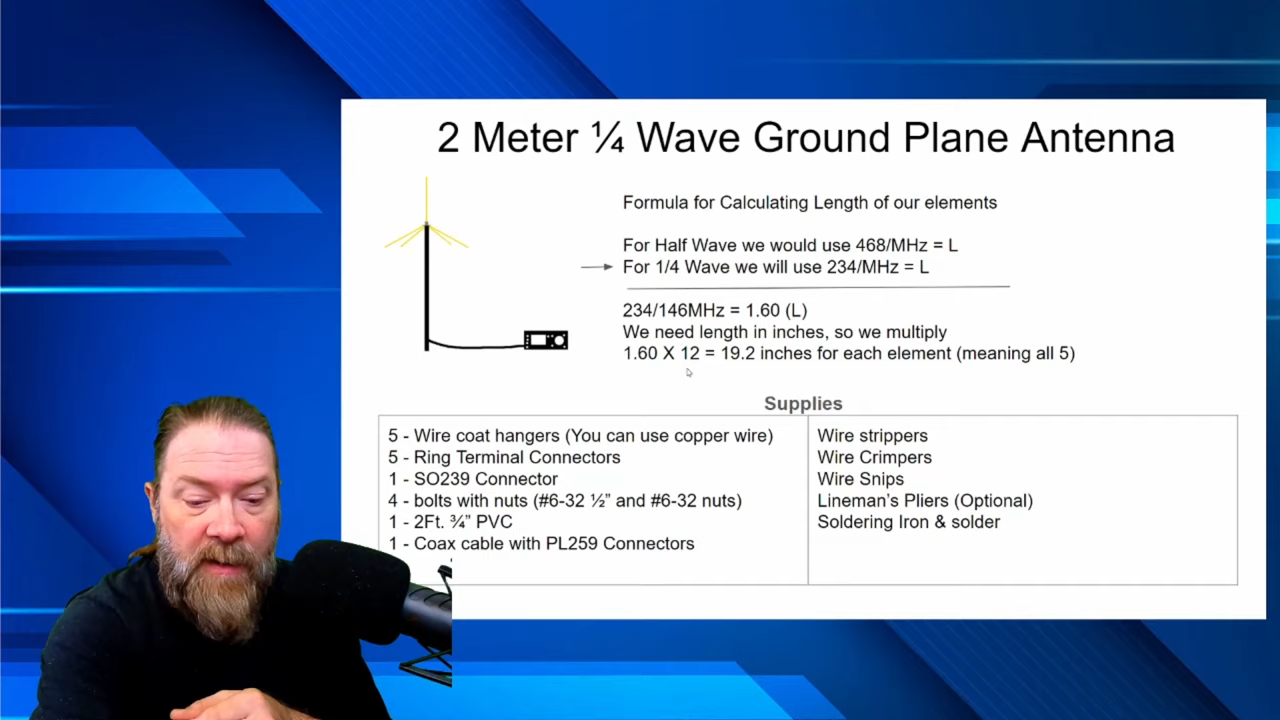 2 Meter ¼ Wave Ground Plane Antenna
Formula for Calculating Length of our elements
For Half Wave we would use 468/MHz = L
For 1/4 Wave we will use 234/MHz = L
234/146MHz = 1.60 (L)
We need length in inches, so we multiply
1.60 X 12 = 19.2 inches for each element (meaning all 5)
Supplies
5 - Wire coat hangers (You can use copper wire)
5 - Ring Terminal Connectors
1 - SO239 Connector
4 - bolts with nuts (#6-32 ½” and #6-32 nuts)
1 - 2Ft. ¾” PVC
1 - Coax cable with PL259 Connectors
Wire strippers
Wire Crimpers
Wire Snips
Lineman’s Pliers (Optional)
Soldering Iron & solder